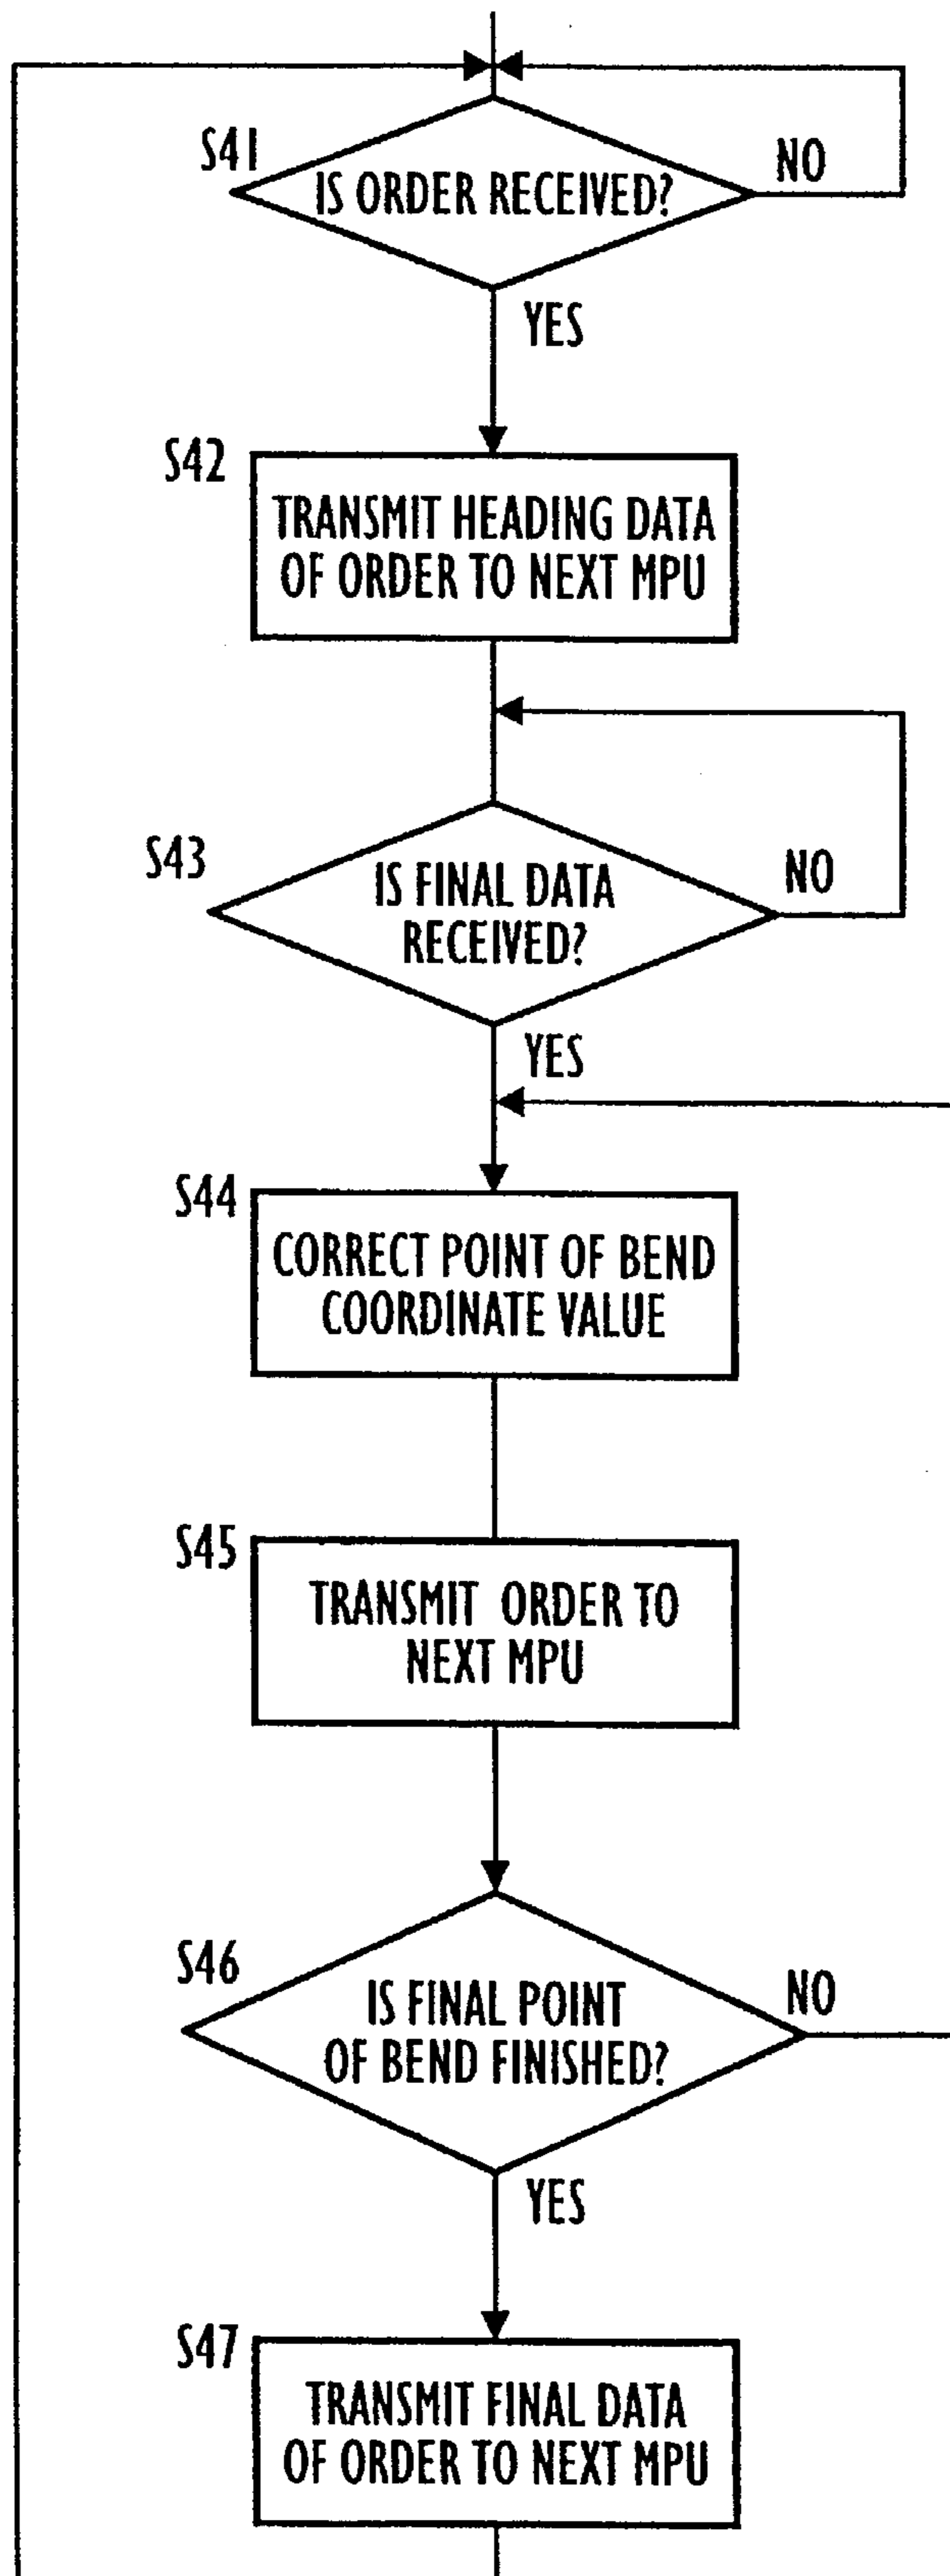 S41
IS ORDER RECEIVED?
NO
YES
S42
TRANSMIT HEADING DATA
OF ORDER TO NEXT MPU
S43
IS FINAL DATA
RECEIVED?
NO
YES
S44
CORRECT POINT OF BEND
COORDINATE VALUE
S45
TRANSMIT ORDER TO
NEXT MPU
S46
IS FINAL POINT
OF BEND FINISHED?
NO
YES
S47
TRANSMIT FINAL DATA
OF ORDER TO NEXT MPU